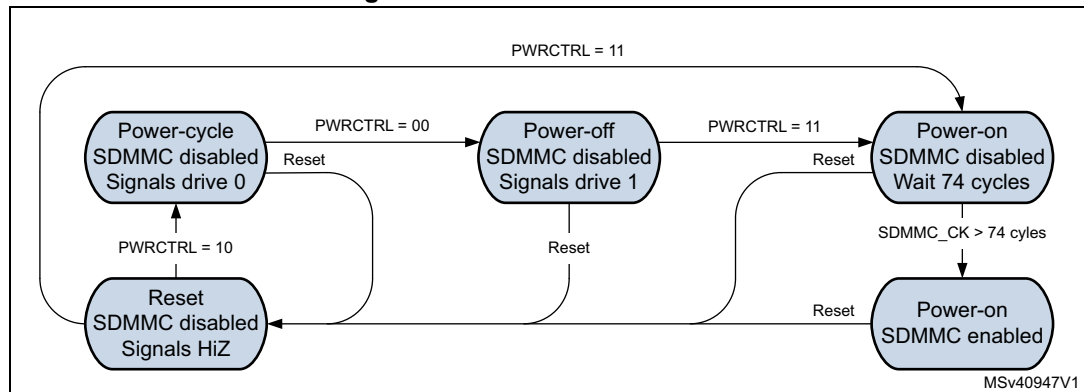 PWRCTRL = 11
Power-cycle
SDMMC disabled
Signals drive 0
PWRCTRL = 00
Reset
Power-off
SDMMC disabled
Signals drive 1
PWRCTRL = 11
Reset
Power-on
SDMMC disabled
Wait 74 cycles
PWRCTRL = 10
Reset
SDMMC_CK > 74 cyles
Reset
SDMMC disabled
Signals HiZ
Reset
Power-on
SDMMC enabled
MSv40947V1